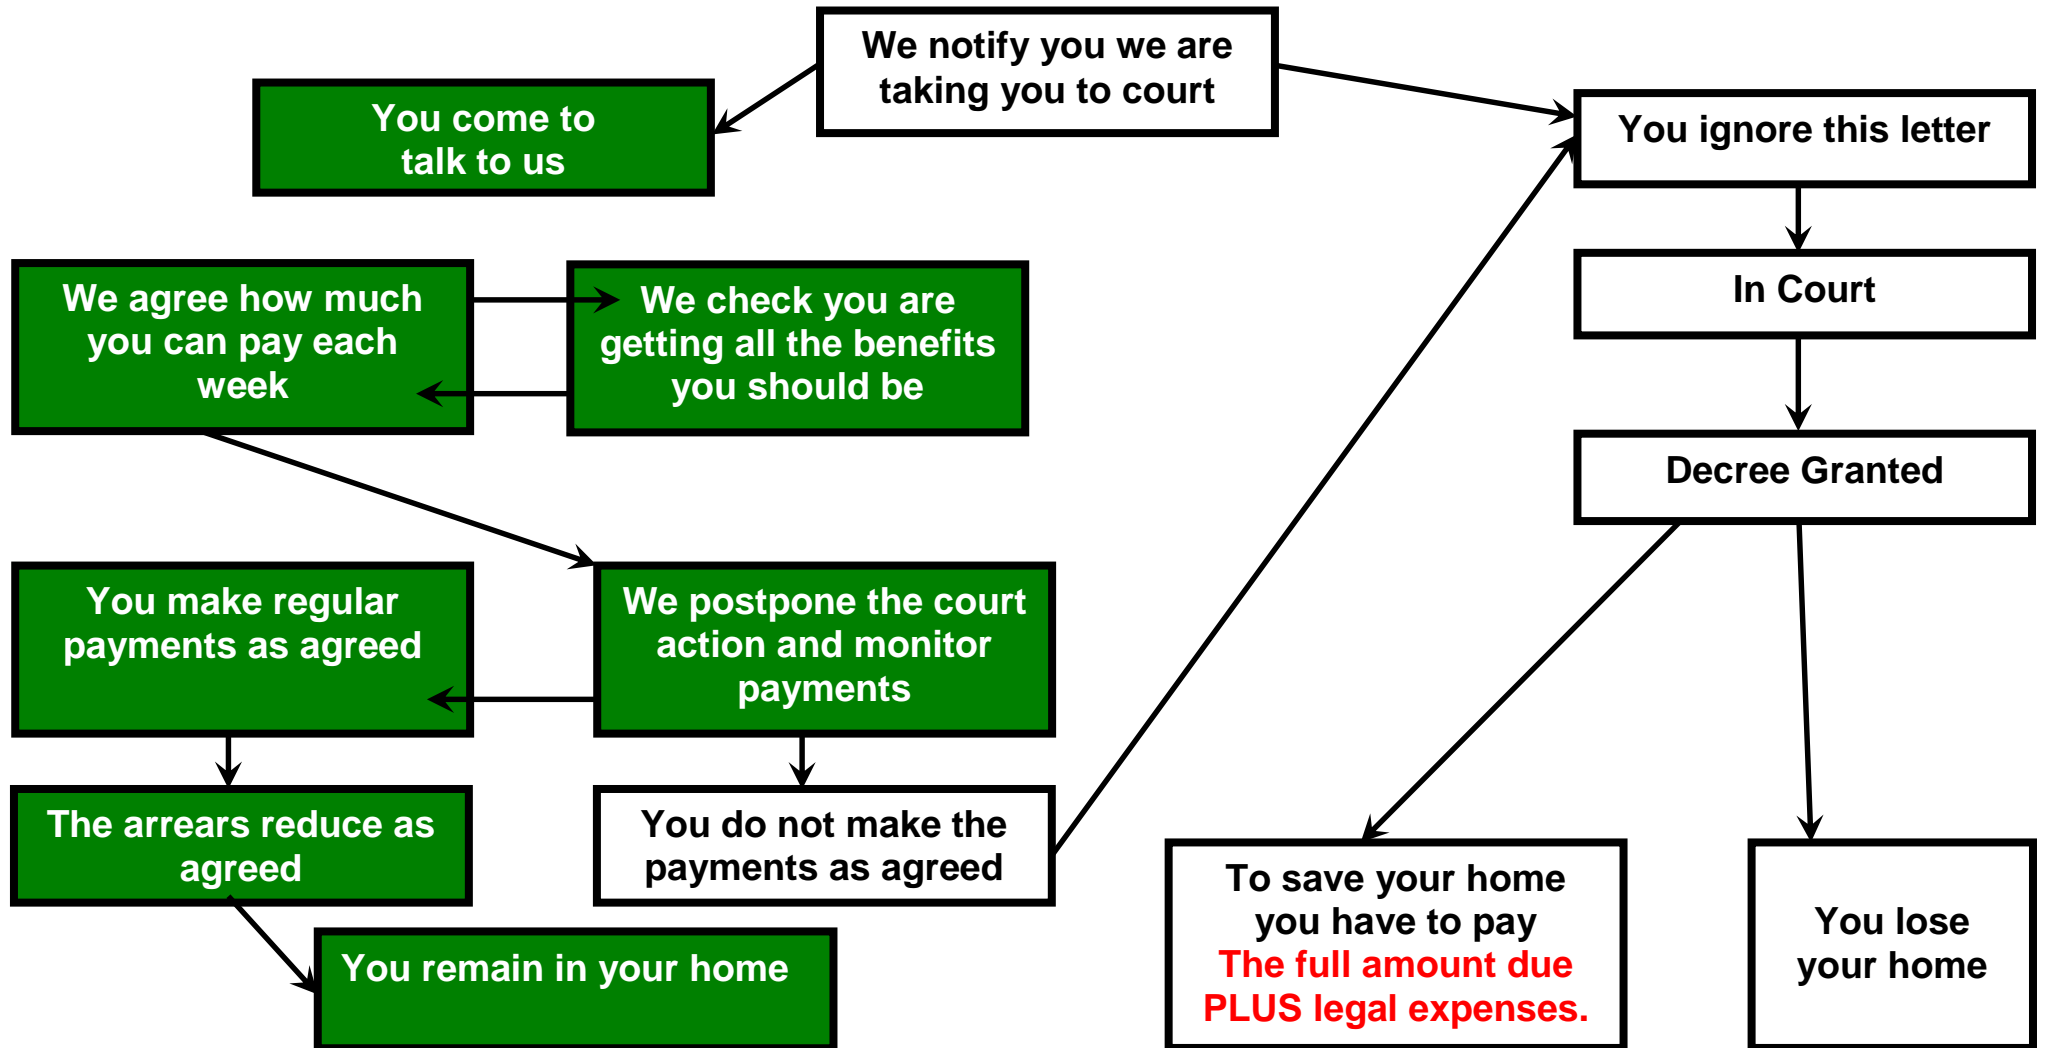 We notify you we are
taking you to court
You come to
talk to us
You ignore this letter
We agree how much
you can pay each
week
We check you are
getting all the benefits
you should be
In Court
Decree Granted
You make regular
payments as agreed
We postpone the court
action and monitor
payments
The arrears reduce as
agreed
You do not make the
payments as agreed
To save your home
you have to pay
The full amount due
PLUS legal expenses.
You lose
your home
You remain in your home